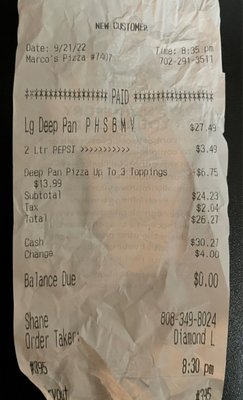 NEW CUSTOMER
Date: 9/21/22 Time: 8:35 pm
Marco's Pizza #7407 702-291-3511
******************* PAID *******************
Lg Deep Pan P H S B M V $27.49
2 Ltr PEPSI >>>>>>>>>>> $3.49
Deep Pan Pizza Up To 3 Toppings -$6.75
$13.99
Subtotal $24.23
Tax $2.04
Total $26.27
Cash $30.27
Change $4.00
Balance Due $0.00
Shane 808-349-8024
Order Taker: Diamond L
#395 8:30 pm
#395